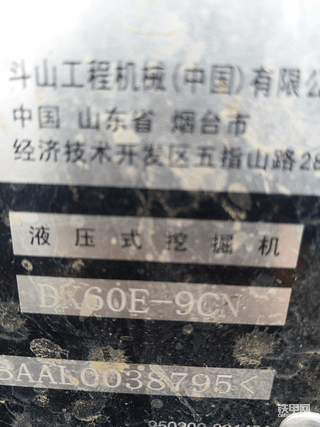 斗山工程机械(中国)有限公
中国 山东省 烟台市
经济技术开发区五指山路28
液压式挖掘机
DX60E-9CN
BAAL0038795<
铁甲网